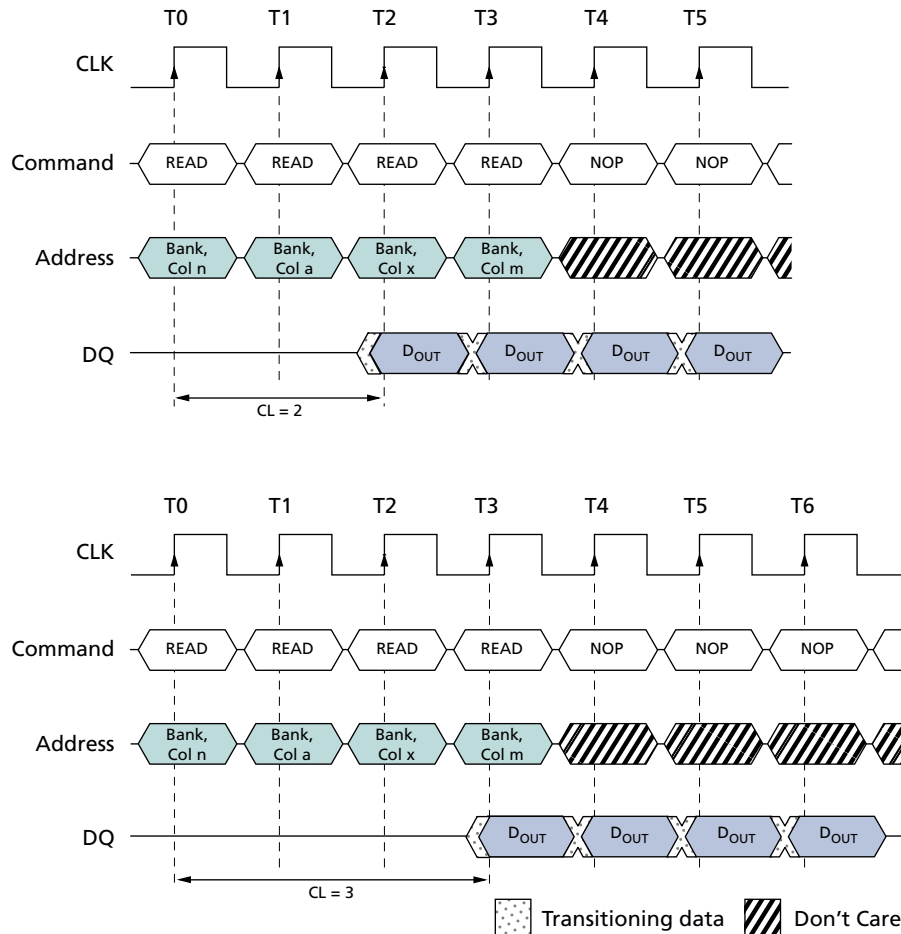 T0 T1 T2 T3 T4 T5
CLK
Command READ READ READ READ NOP NOP
Address Bank, Col n Bank, Col a Bank, Col x Bank, Col m
DQ DOUT DOUT DOUT DOUT
CL = 2
T0 T1 T2 T3 T4 T5 T6
CLK
Command READ READ READ READ NOP NOP NOP
Address Bank, Col n Bank, Col a Bank, Col x Bank, Col m
DQ DOUT DOUT DOUT DOUT
CL = 3
Transitioning data Don't Care